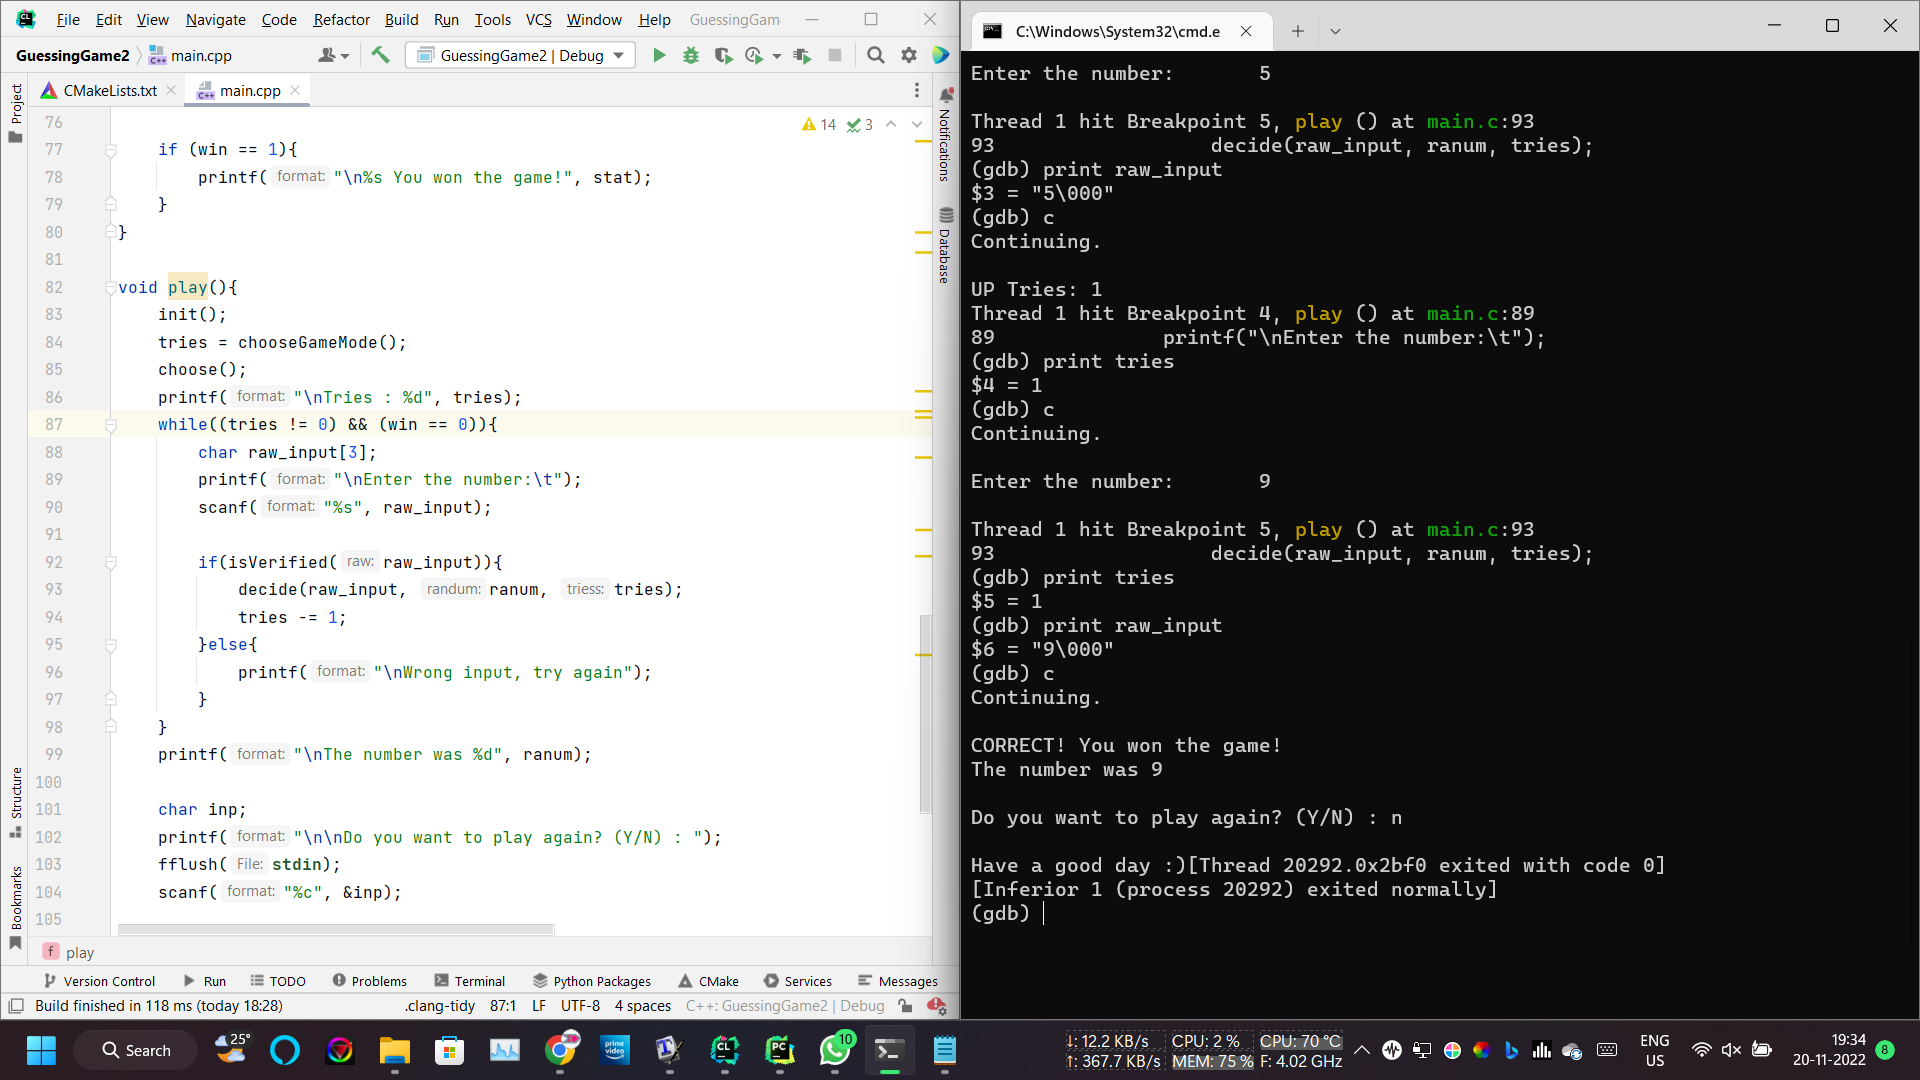 File Edit View Navigate Code Refactor Build Run Tools VCS Window Help GuessingGam
GuessingGame2 main.cpp GuessingGame2 | Debug
CMakeLists.txt main.cpp
Project
Notifications
Database
Structure
Bookmarks
14 3
76
77 if (win == 1){
78 printf( format: "\n%s You won the game!", stat);
79 }
80 }
81
82 void play(){
83 init();
84 tries = chooseGameMode();
85 choose();
86 printf( format: "\nTries : %d", tries);
87 while((tries != 0) && (win == 0)){
88 char raw_input[3];
89 printf( format: "\nEnter the number:\t");
90 scanf( format: "%s", raw_input);
91
92 if(isVerified( raw: raw_input)){
93 decide(raw_input, randum: ranum, triess: tries);
94 tries -= 1;
95 }else{
96 printf( format: "\nWrong input, try again");
97 }
98 }
99 printf( format: "\nThe number was %d", ranum);
100
101 char inp;
102 printf( format: "\n\nDo you want to play again? (Y/N) : ");
103 fflush( File: stdin);
104 scanf( format: "%c", &inp);
105
f play
Version Control Run TODO Problems Terminal Python Packages CMake Services Messages
Build finished in 118 ms (today 18:28) .clang-tidy 87:1 LF UTF-8 4 spaces C++: GuessingGame2 | Debug
C:\Windows\System32\cmd.e
Enter the number: 5
Thread 1 hit Breakpoint 5, play () at main.c:93
93 decide(raw_input, ranum, tries);
(gdb) print raw_input
$3 = "5\000"
(gdb) c
Continuing.
UP Tries: 1
Thread 1 hit Breakpoint 4, play () at main.c:89
89 printf("\nEnter the number:\t");
(gdb) print tries
$4 = 1
(gdb) c
Continuing.
Enter the number: 9
Thread 1 hit Breakpoint 5, play () at main.c:93
93 decide(raw_input, ranum, tries);
(gdb) print tries
$5 = 1
(gdb) print raw_input
$6 = "9\000"
(gdb) c
Continuing.
CORRECT! You won the game!
The number was 9
Do you want to play again? (Y/N) : n
Have a good day :)[Thread 20292.0x2bf0 exited with code 0]
[Inferior 1 (process 20292) exited normally]
(gdb)
Search 25° prime video 10
↓: 12.2 KB/s CPU: 2 % CPU: 70 °C
↑: 367.7 KB/s MEM: 75 % F: 4.02 GHz
ENG
US
19:34
20-11-2022
8